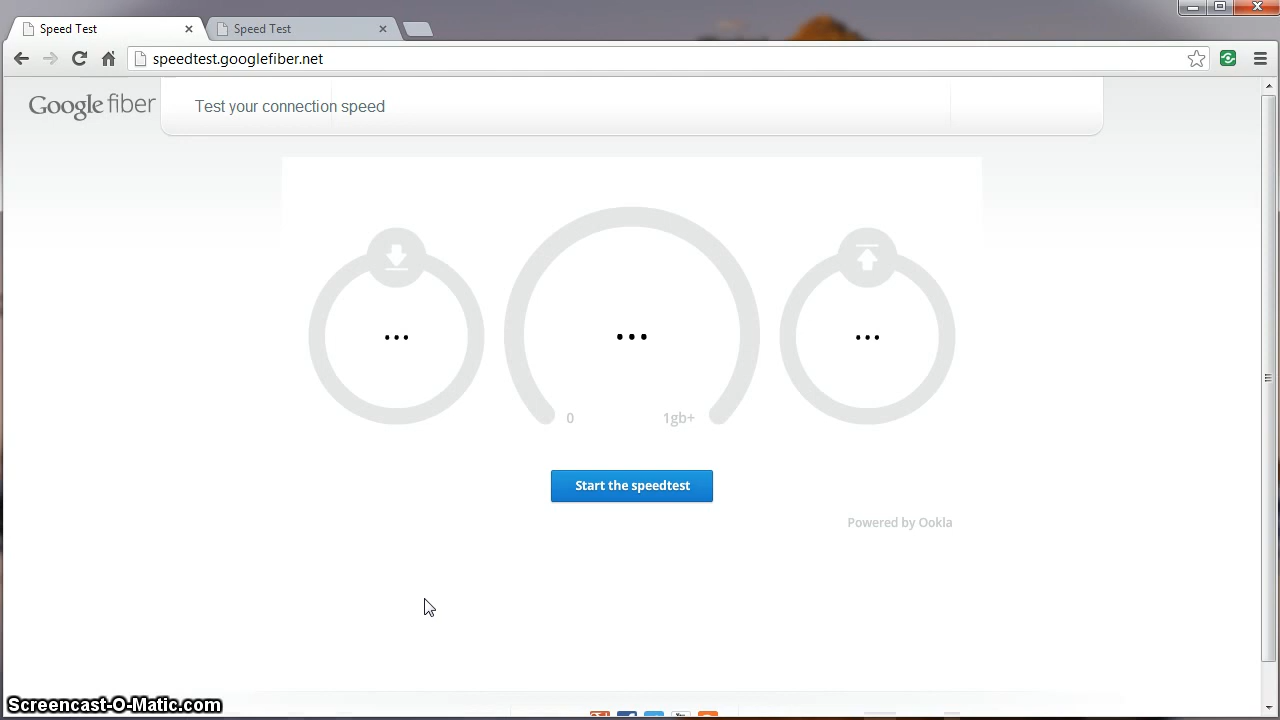 Speed Test
Speed Test
speedtest.googlefiber.net
Google fiber
Test your connection speed
...
...
...
0
1gb+
Start the speedtest
Powered by Ookla
Screencast-O-Matic.com